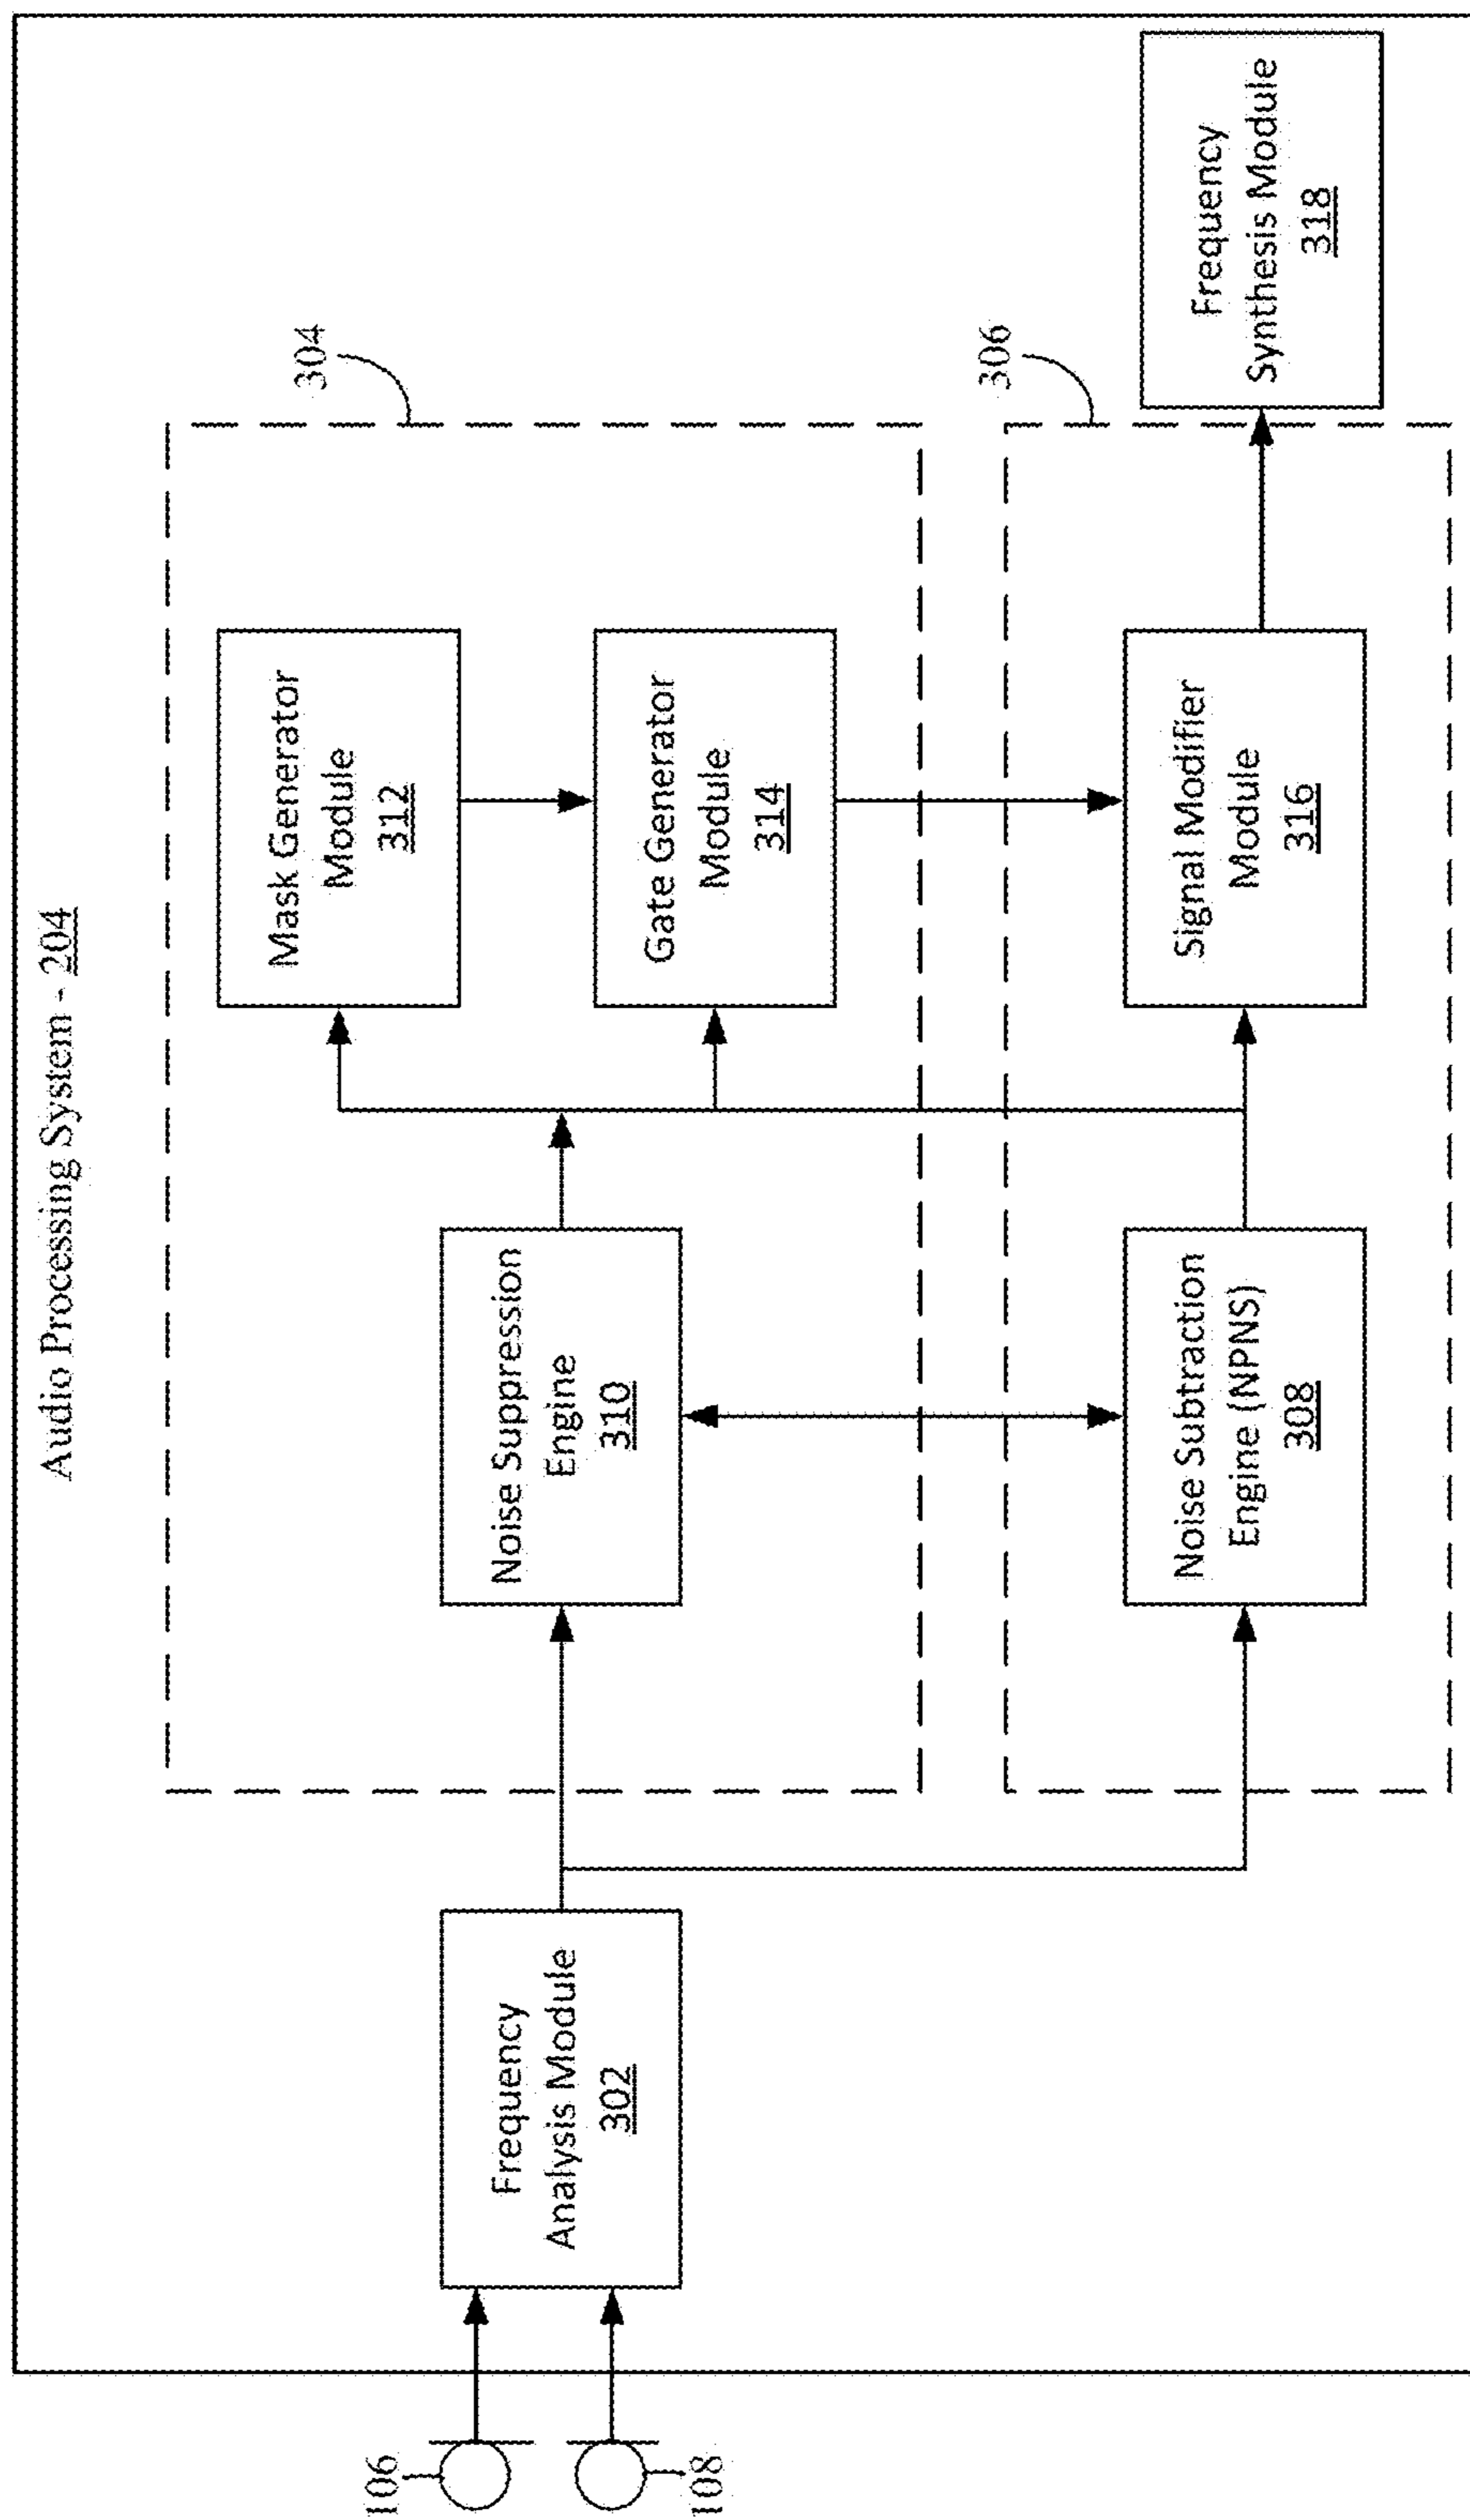 Audio Processing System - 204
304
Mask Generator
Module
312
Gate Generator
Module
314
Noise Suppression
Engine
310
106
108
Frequency
Analysis Module
302
306
Noise Subtraction
Engine (NPNS)
308
Signal Modifier
Module
316
Frequency
Synthesis Module
318